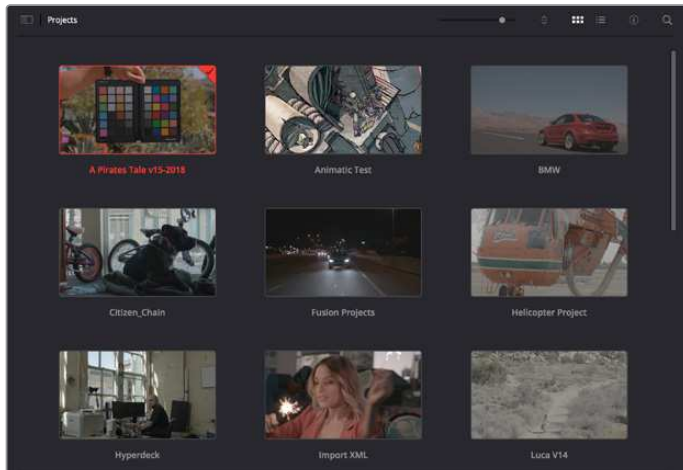 Projects
A Pirates Tale v15-2018
Animatic Test
BMW
Citizen_Chain
Fusion Projects
Helicopter Project
Hyperdeck
Import XML
Luca V14